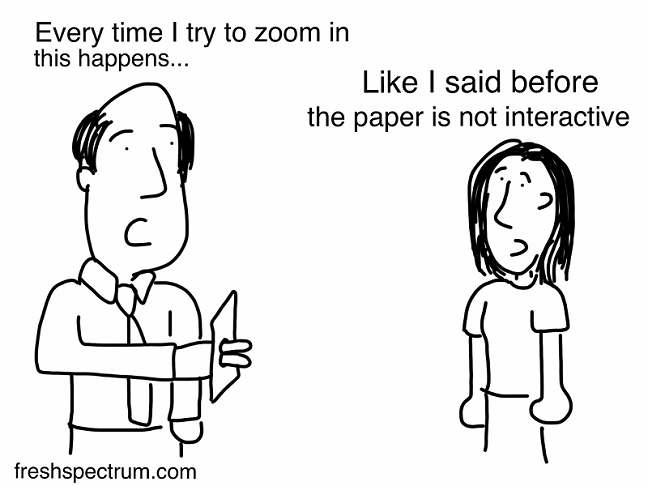 Every time I try to zoom in
this happens...
Like I said before
the paper is not interactive
freshspectrum.com